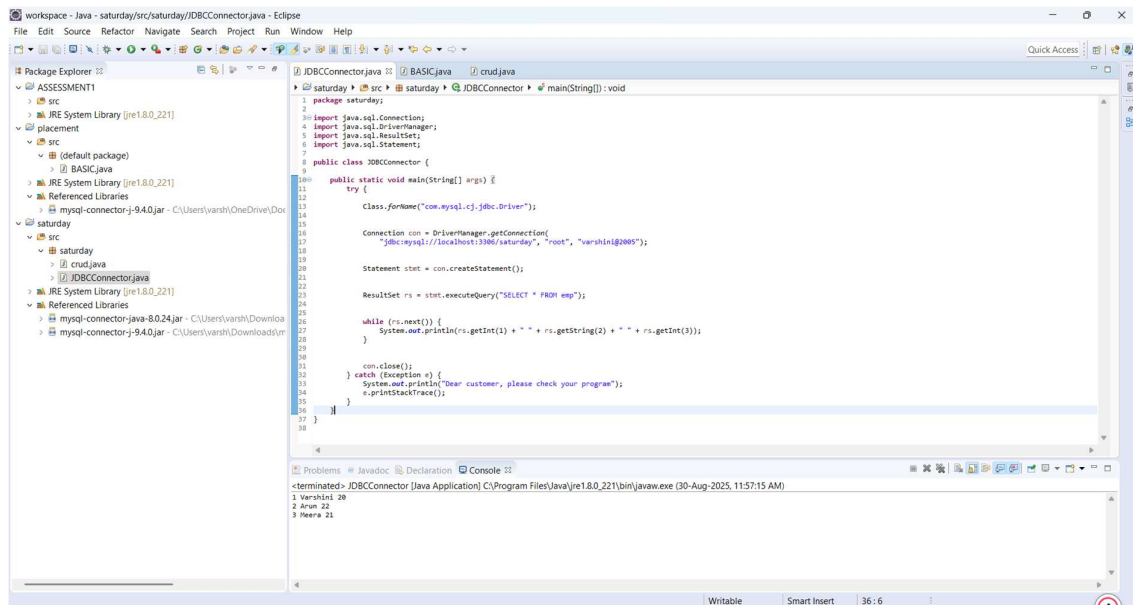 workspace - Java - saturday/src/saturday/JDBCConnector.java - Eclipse
File Edit Source Refactor Navigate Search Project Run Window Help
Quick Access
Package Explorer
ASSESSMENT1
src
JRE System Library [jre1.8.0_221]
placement
src
(default package)
BASIC.java
JRE System Library [jre1.8.0_221]
Referenced Libraries
mysql-connector-j-9.4.0.jar - C:\Users\varsh\OneDrive\Doc
saturday
src
saturday
crud.java
JDBCConnector.java
JRE System Library [jre1.8.0_221]
Referenced Libraries
mysql-connector-java-8.0.24.jar - C:\Users\varsh\Downloa
mysql-connector-j-9.4.0.jar - C:\Users\varsh\Downloads\m
JDBCConnector.java BASIC.java crud.java
saturday src saturday JDBCConnector main(String[]) : void
1 package saturday;
2
3 import java.sql.Connection;
4 import java.sql.DriverManager;
5 import java.sql.ResultSet;
6 import java.sql.Statement;
7
8 public class JDBCConnector {
9
10 public static void main(String[] args) {
11 try {
12
13 Class.forName("com.mysql.cj.jdbc.Driver");
14
15
16 Connection con = DriverManager.getConnection(
17 "jdbc:mysql://localhost:3306/saturday", "root", "varshini@2005");
18
19
20 Statement stmt = con.createStatement();
21
22
23 ResultSet rs = stmt.executeQuery("SELECT * FROM emp");
24
25
26 while (rs.next()) {
27 System.out.println(rs.getInt(1) + " " + rs.getString(2) + " " + rs.getInt(3));
28 }
29
30
31 con.close();
32 } catch (Exception e) {
33 System.out.println("Dear customer, please check your program");
34 e.printStackTrace();
35 }
36 }
37 }
38
Problems Javadoc Declaration Console
<terminated> JDBCConnector [Java Application] C:\Program Files\Java\jre1.8.0_221\bin\javaw.exe (30-Aug-2025, 11:57:15 AM)
1 Varshini 20
2 Arun 22
3 Meera 21
Writable Smart Insert 36 : 6